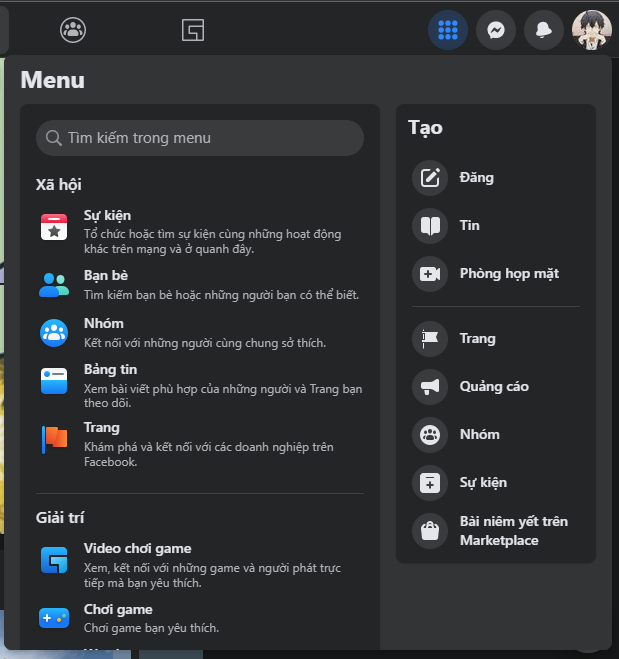 Menu
Tìm kiếm trong menu
Xã hội
Sự kiện
Tổ chức hoặc tìm sự kiện cùng những hoạt động
khác trên mạng và ở quanh đây.
Bạn bè
Tìm kiếm bạn bè hoặc những người bạn có thể biết.
Nhóm
Kết nối với những người cùng chung sở thích.
Bảng tin
Xem bài viết phù hợp của những người và Trang bạn
theo dõi.
Trang
Khám phá và kết nối với các doanh nghiệp trên
Facebook.
Giải trí
Video chơi game
Xem, kết nối với những game và người phát trực
tiếp mà bạn yêu thích.
Chơi game
Chơi game bạn yêu thích.
Tạo
Đăng
Tin
Phòng họp mặt
Trang
Quảng cáo
Nhóm
Sự kiện
Bài niêm yết trên
Marketplace